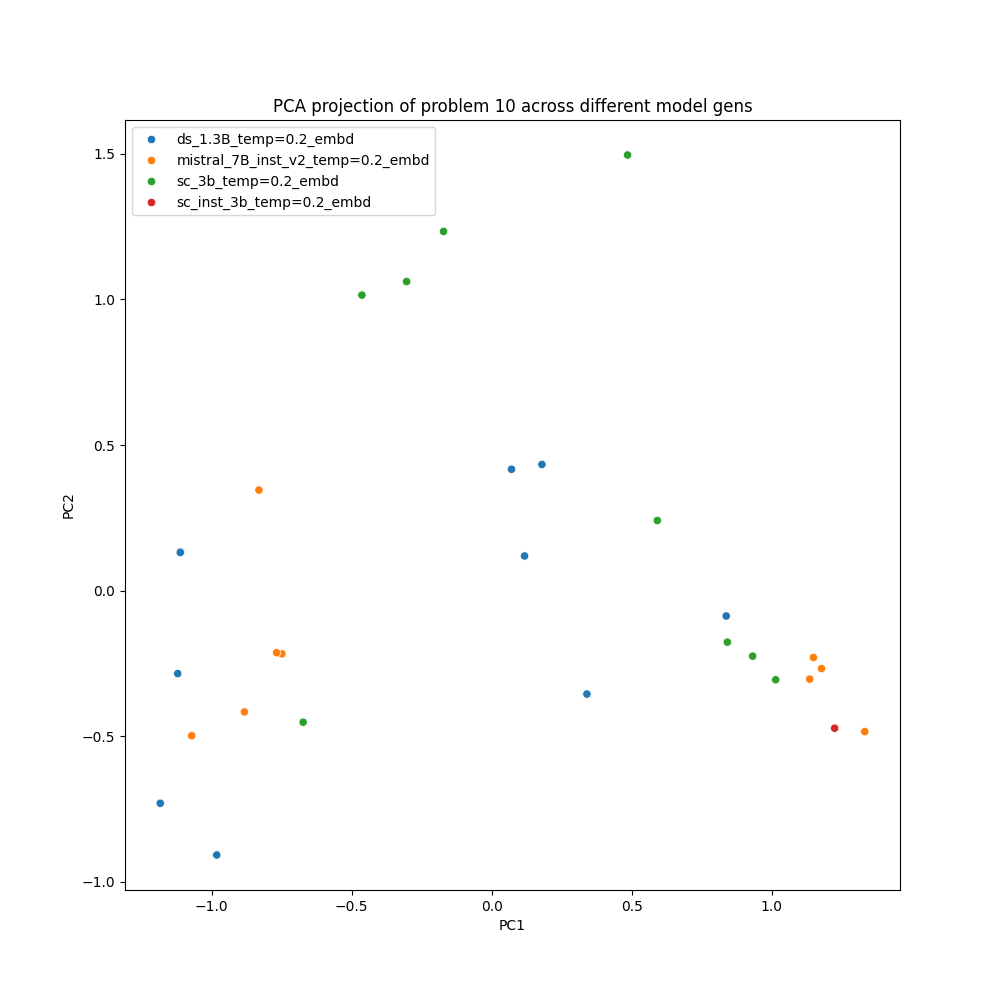 PCA projection of problem 10 across different model gens
ds_1.3B_temp=0.2_embd
mistral_7B_inst_v2_temp=0.2_embd
sc_3b_temp=0.2_embd
sc_inst_3b_temp=0.2_embd
1.5
1.0
0.5
0.0
−0.5
−1.0
PC2
−1.0 −0.5 0.0 0.5 1.0
PC1